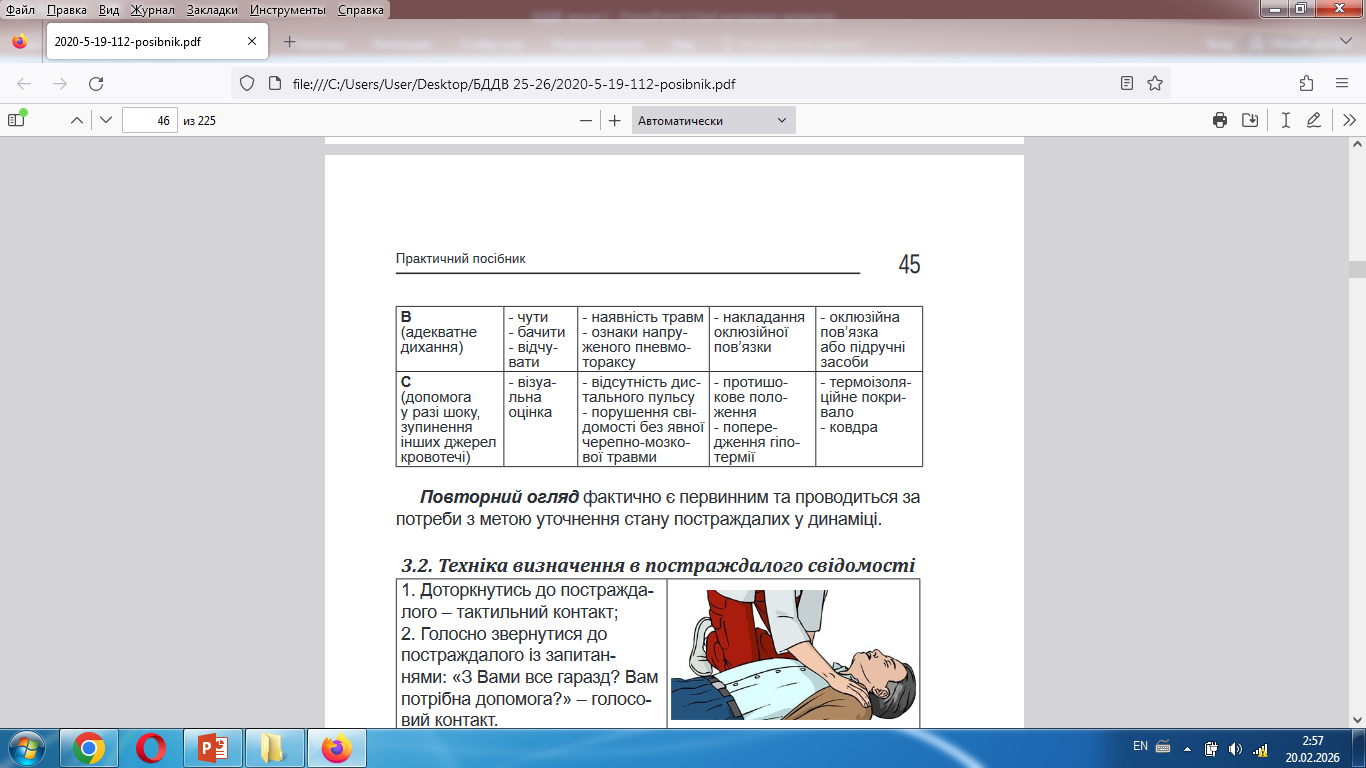 Файл Правка Вид Журнал Закладки Инструменты Справка
2020-5-19-112-posibnik.pdf
file:///C:/Users/User/Desktop/БДДВ 25-26/2020-5-19-112-posibnik.pdf
46 из 225
Автоматически
Практичний посібник
45
В
(адекватне
дихання)
- чути
- бачити
- відчу-
вати
- наявність травм
- ознаки напру-
женого пневмо-
тораксу
- накладання
оклюзійної
пов’язки
- оклюзійна
пов’язка
або підручні
засоби
С
(допомога
у разі шоку,
зупинення
інших джерел
кровотечі)
- візуа-
льна
оцінка
- відсутність дис-
тального пульсу
- порушення сві-
домості без явної
черепно-мозко-
вої травми
- протишо-
кове поло-
ження
- попере-
дження гіпо-
термії
- термоізоля-
ційне покри-
вало
- ковдра
Повторний огляд фактично є первинним та проводиться за
потреби з метою уточнення стану постраждалих у динаміці.
3.2. Техніка визначення в постраждалого свідомості
1. Доторкнутись до постражда-
лого – тактильний контакт;
2. Голосно звернутися до
постраждалого із запитан-
нями: «З Вами все гаразд? Вам
потрібна допомога?» – голосо-
вий контакт.
EN
2:57
20.02.2026